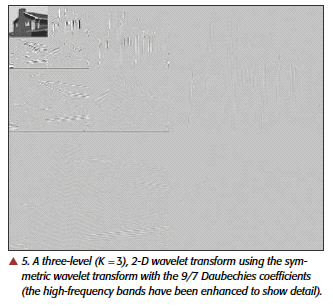 ▲ 5. A three-level (K = 3), 2-D wavelet transform using the sym-
metric wavelet transform with the 9/7 Daubechies coefficients
(the high-frequency bands have been enhanced to show detail).